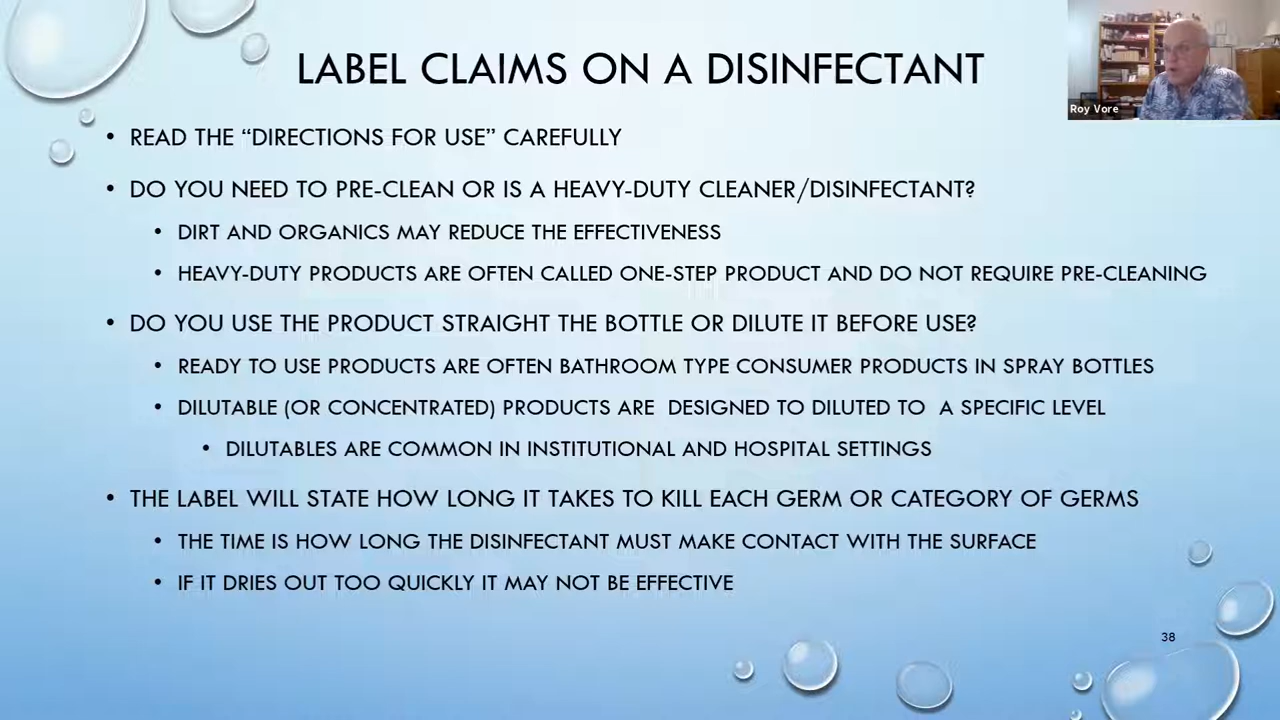 LABEL CLAIMS ON A DISINFECTANT
Roy Vore
• READ THE “DIRECTIONS FOR USE” CAREFULLY
• DO YOU NEED TO PRE-CLEAN OR IS A HEAVY-DUTY CLEANER/DISINFECTANT?
• DIRT AND ORGANICS MAY REDUCE THE EFFECTIVENESS
• HEAVY-DUTY PRODUCTS ARE OFTEN CALLED ONE-STEP PRODUCT AND DO NOT REQUIRE PRE-CLEANING
• DO YOU USE THE PRODUCT STRAIGHT THE BOTTLE OR DILUTE IT BEFORE USE?
• READY TO USE PRODUCTS ARE OFTEN BATHROOM TYPE CONSUMER PRODUCTS IN SPRAY BOTTLES
• DILUTABLE (OR CONCENTRATED) PRODUCTS ARE DESIGNED TO DILUTED TO A SPECIFIC LEVEL
• DILUTABLES ARE COMMON IN INSTITUTIONAL AND HOSPITAL SETTINGS
• THE LABEL WILL STATE HOW LONG IT TAKES TO KILL EACH GERM OR CATEGORY OF GERMS
• THE TIME IS HOW LONG THE DISINFECTANT MUST MAKE CONTACT WITH THE SURFACE
• IF IT DRIES OUT TOO QUICKLY IT MAY NOT BE EFFECTIVE
38